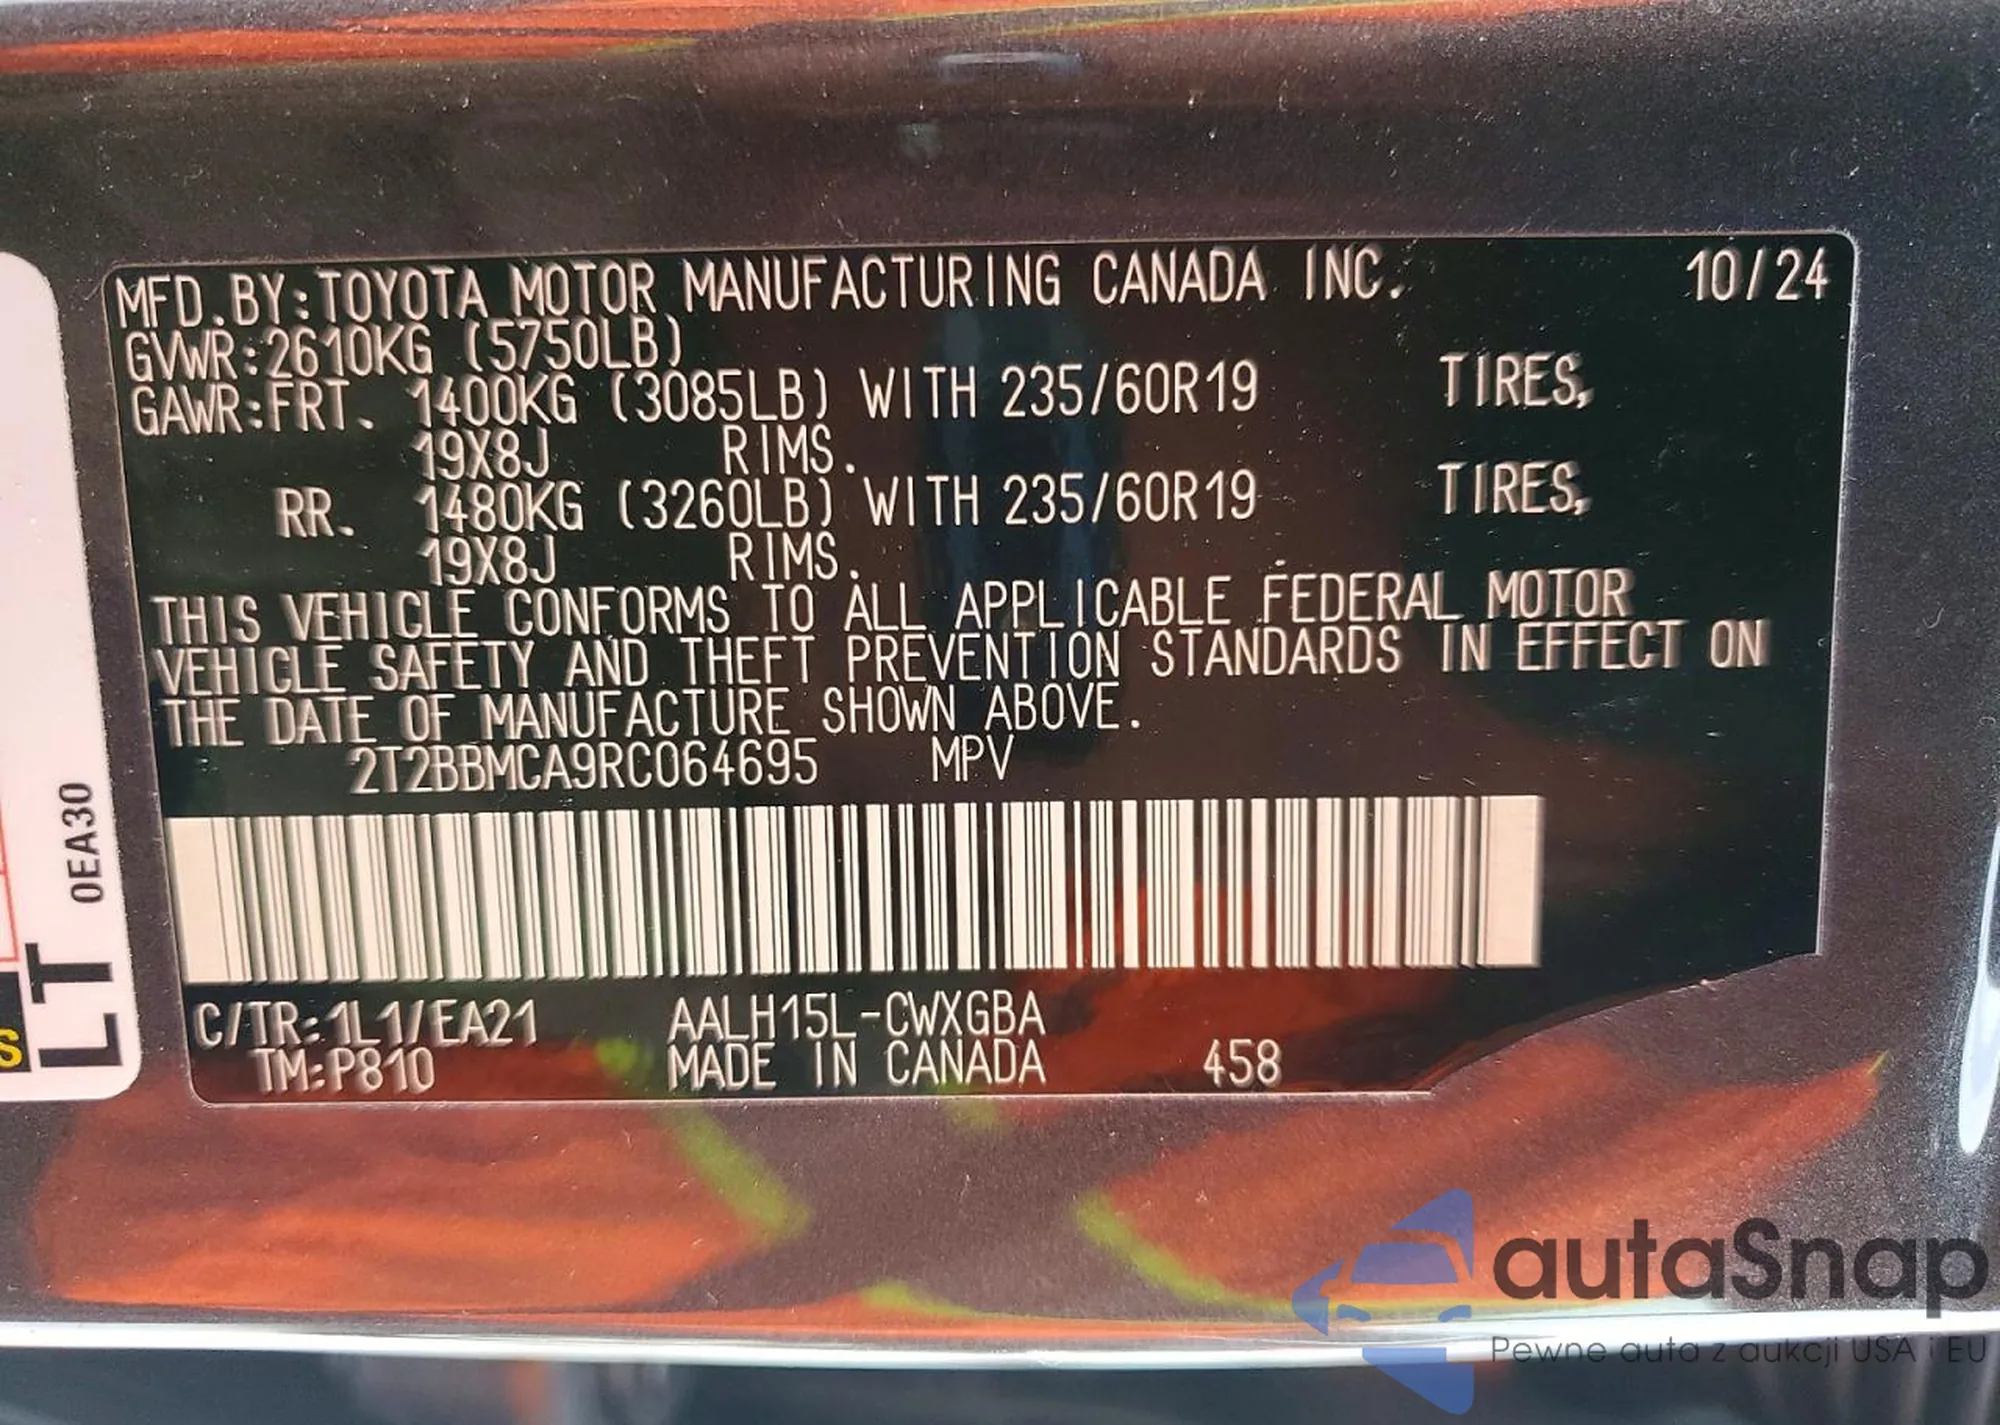 MFD. BY: TOYOTA MOTOR MANUFACTURING CANADA INC. 10/24
GVWR: 2610KG (5750LB)
GAWR: FRT. 1400KG (3085LB) WITH 235/60R19 TIRES,
19X8J RIMS.
RR. 1480KG (3260LB) WITH 235/60R19 TIRES,
19X8J RIMS.
THIS VEHICLE CONFORMS TO ALL APPLICABLE FEDERAL MOTOR
VEHICLE SAFETY AND THEFT PREVENTION STANDARDS IN EFFECT ON
THE DATE OF MANUFACTURE SHOWN ABOVE.
2T2BBMCA9RC064695 MPV
C/TR: 1L1/EA21 AALH15L-CWXGBA
TM: P810 MADE IN CANADA 458
0EA30
LT
S
autaSnap
Pewne auta z aukcji USA i EU